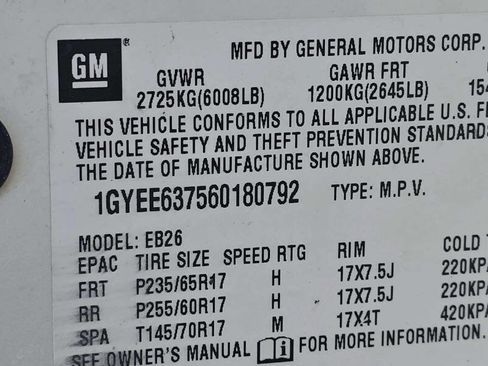 GM
MFD BY GENERAL MOTORS CORP.
GVWR GAWR FRT
2725KG(6008LB) 1200KG(2645LB) 154
THIS VEHICLE CONFORMS TO ALL APPLICABLE U.S. F
VEHICLE SAFETY AND THEFT PREVENTION STANDARDS
THE DATE OF MANUFACTURE SHOWN ABOVE.
1GYEE637560180792 TYPE: M.P.V.
MODEL: EB26
EPAC TIRE SIZE SPEED RTG RIM COLD T
FRT P235/65R17 H 17X7.5J 220KPA
RR P255/60R17 H 17X7.5J 220KPA
SPA T145/70R17 M 17X4T 420KPA
SEE OWNER'S MANUAL i FOR MORE INFORMATION.